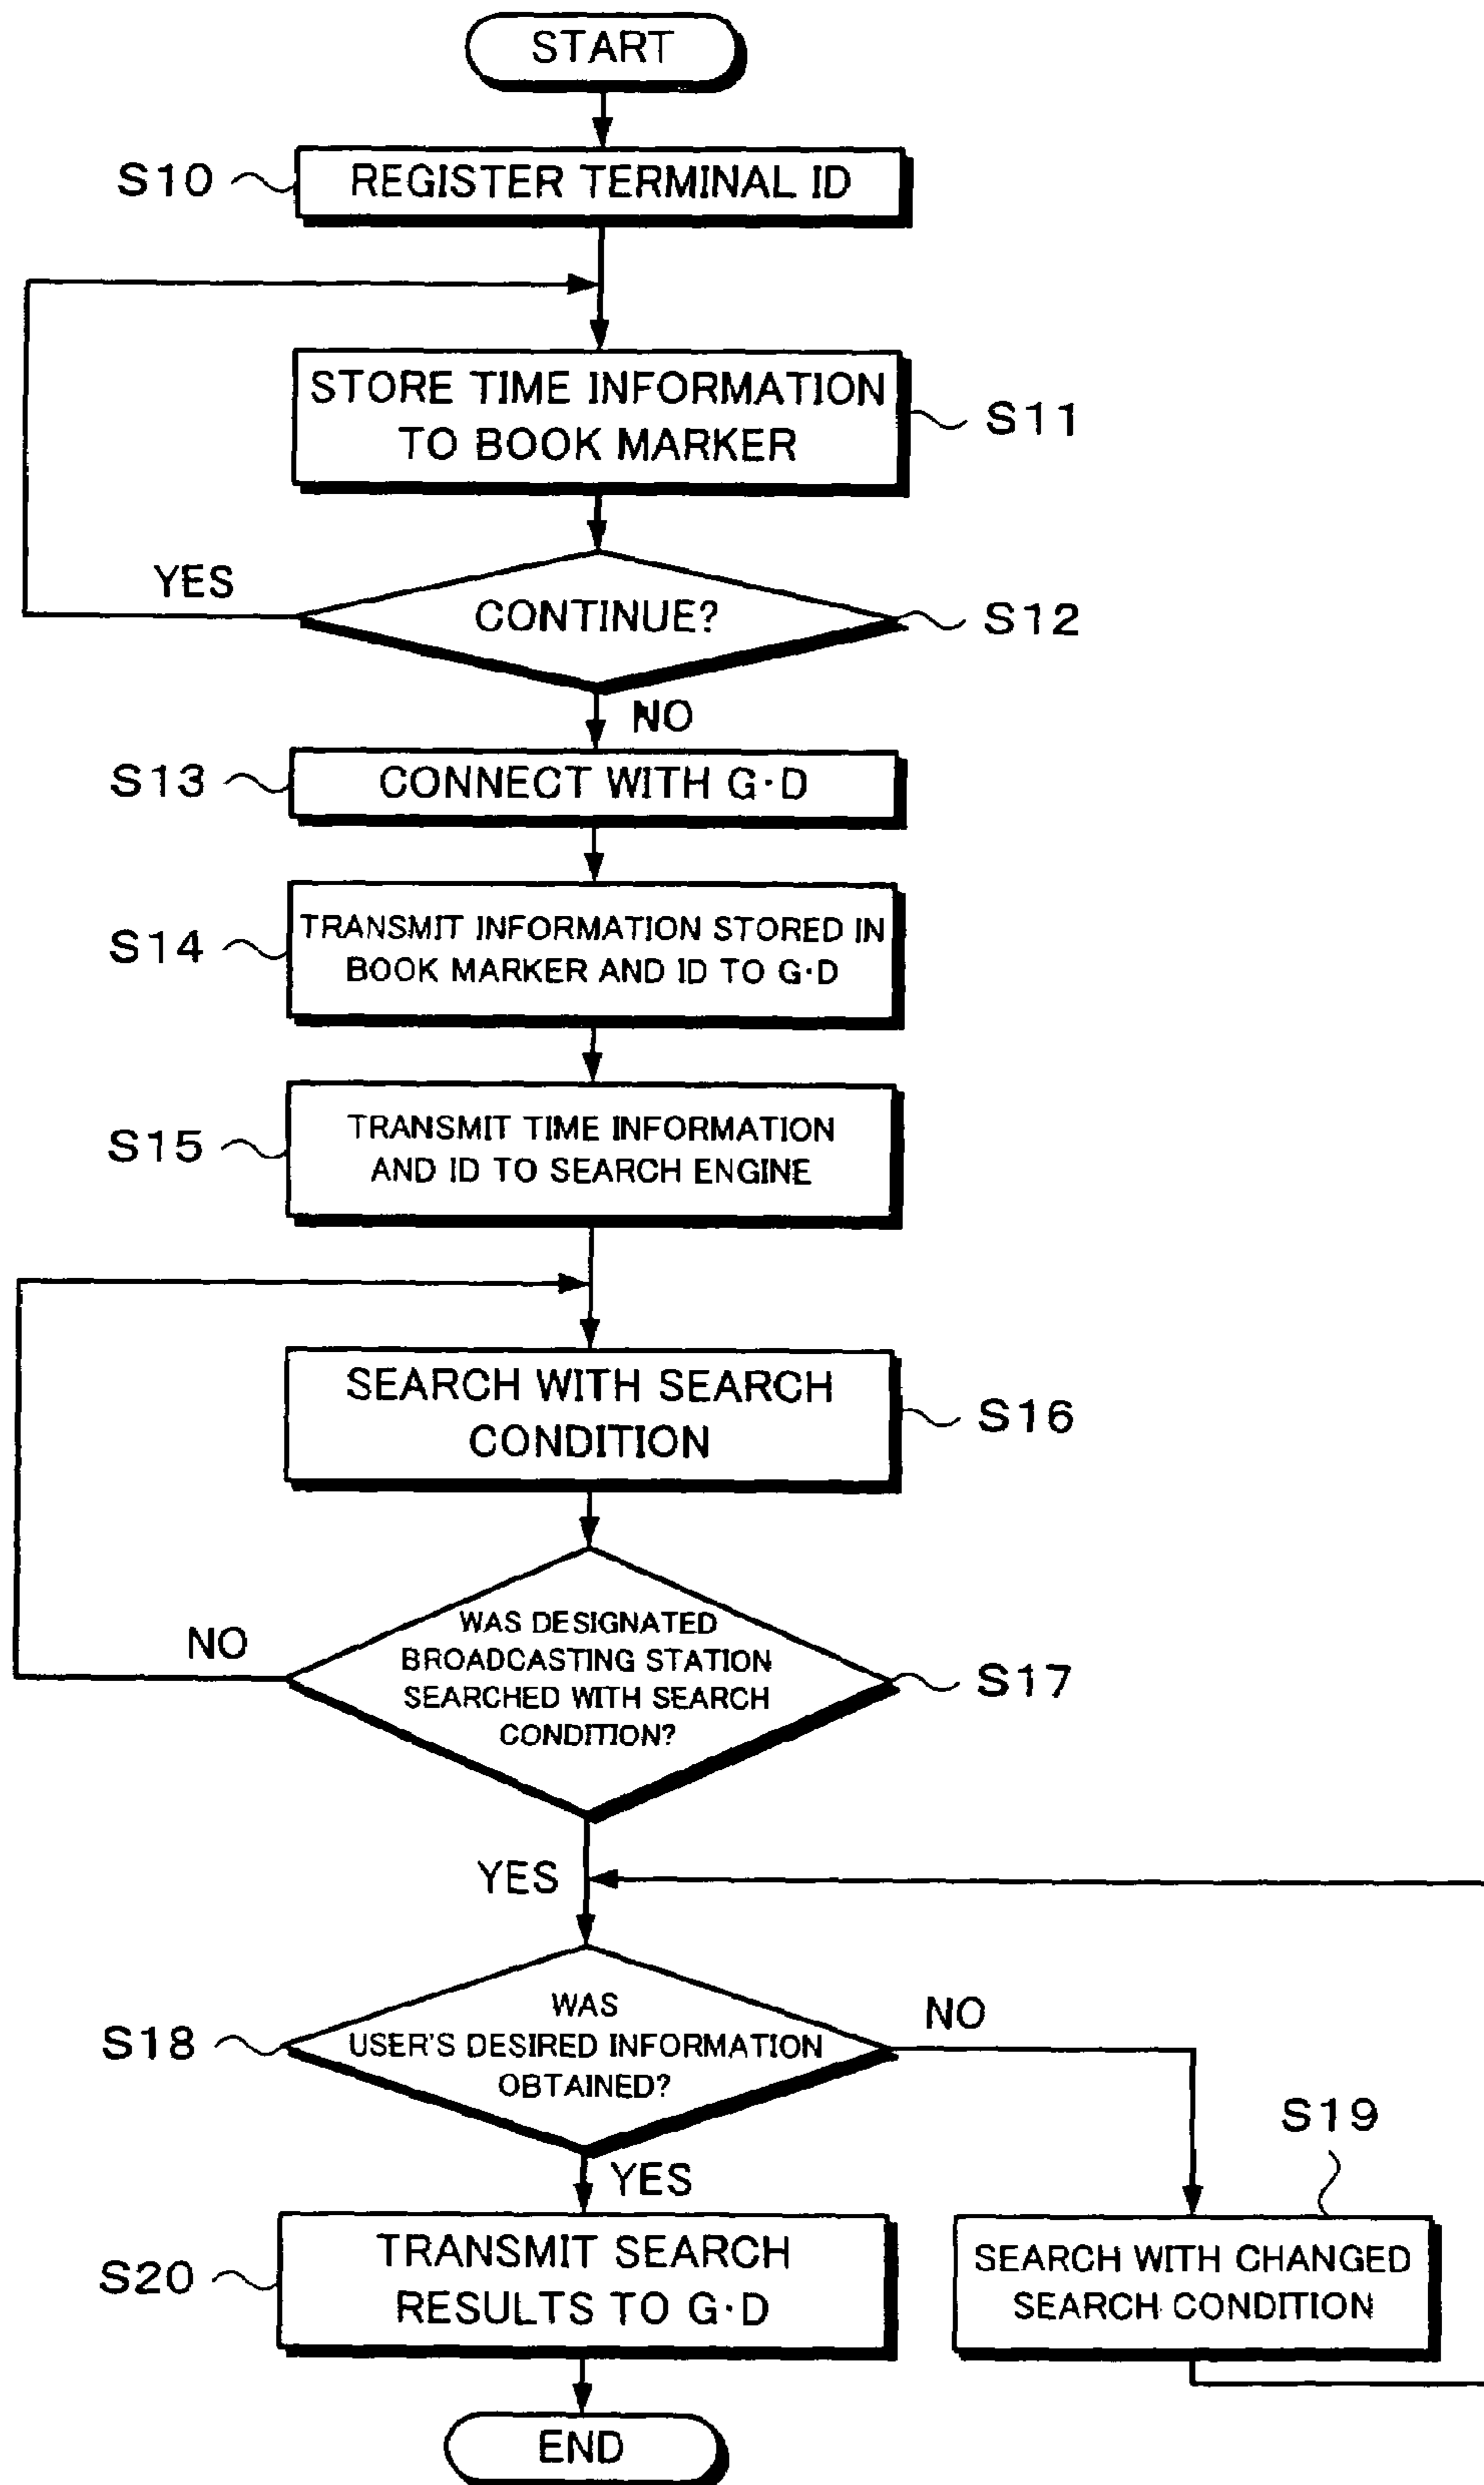 START
S10
REGISTER TERMINAL ID
STORE TIME INFORMATION
TO BOOK MARKER
S11
YES
CONTINUE?
S12
NO
S13
CONNECT WITH G·D
S14
TRANSMIT INFORMATION STORED IN
BOOK MARKER AND ID TO G·D
S15
TRANSMIT TIME INFORMATION
AND ID TO SEARCH ENGINE
SEARCH WITH SEARCH
CONDITION
S16
NO
WAS DESIGNATED
BROADCASTING STATION
SEARCHED WITH SEARCH
CONDITION?
S17
YES
S18
WAS
USER'S DESIRED INFORMATION
OBTAINED?
NO
S19
YES
S20
TRANSMIT SEARCH
RESULTS TO G·D
SEARCH WITH CHANGED
SEARCH CONDITION
END